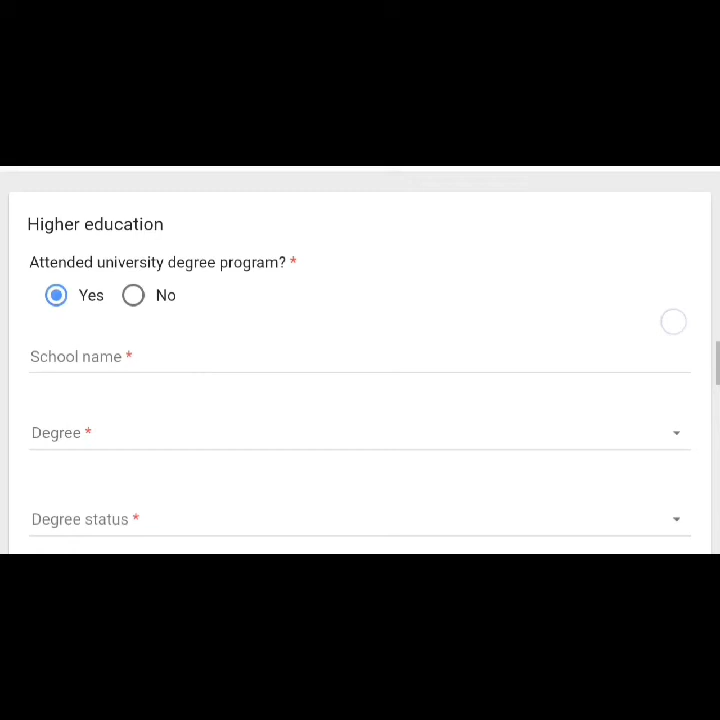 Higher education
Attended university degree program? *
Yes No
School name *
Degree *
Degree status *